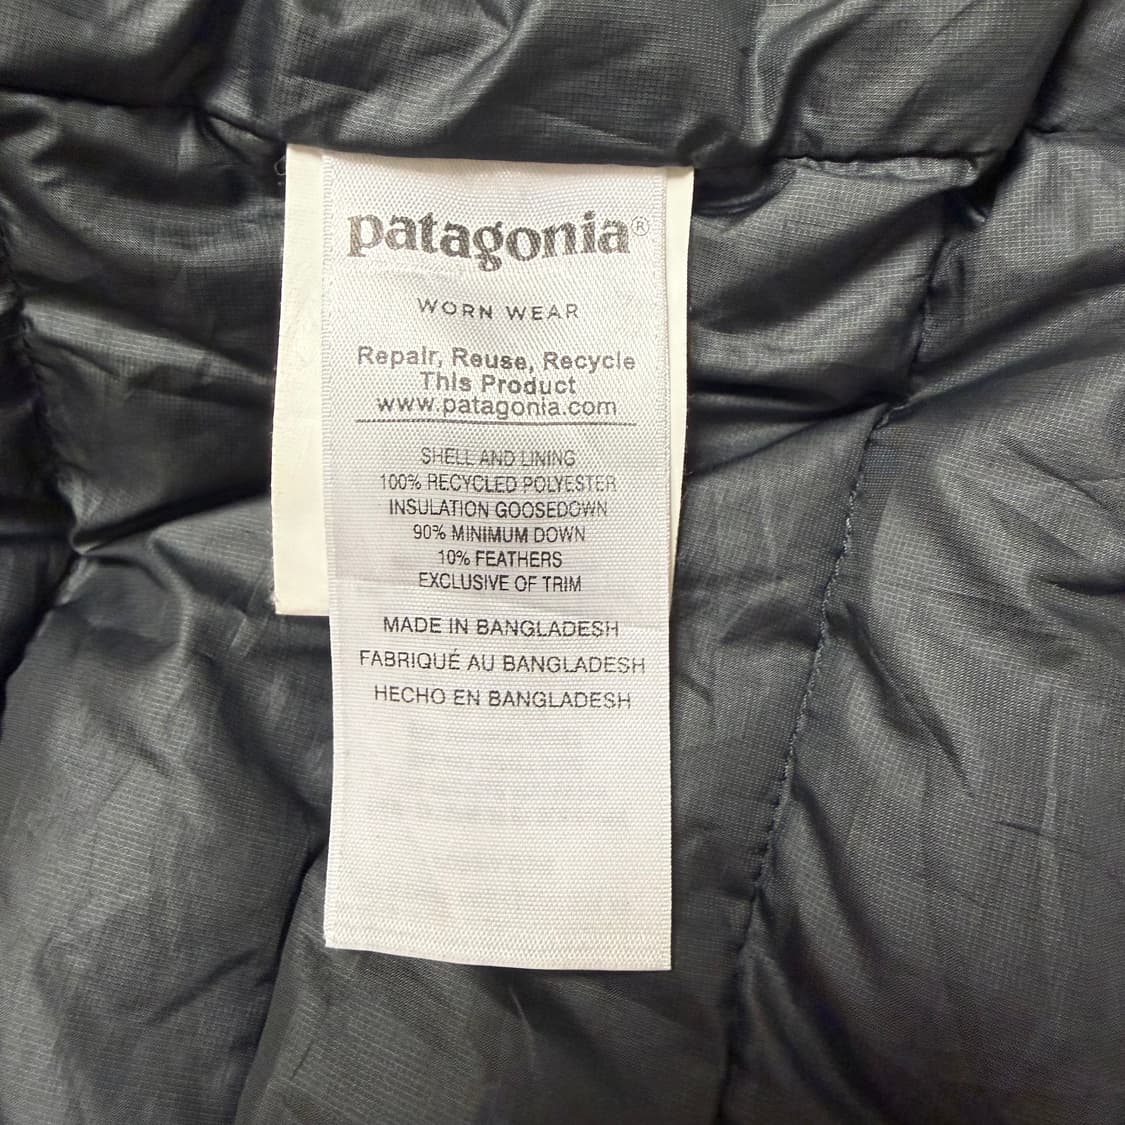 patagonia®
WORN WEAR
Repair, Reuse, Recycle
This Product
www.patagonia.com
SHELL AND LINING
100% RECYCLED POLYESTER
INSULATION GOOSEDOWN
90% MINIMUM DOWN
10% FEATHERS
EXCLUSIVE OF TRIM
MADE IN BANGLADESH
FABRIQUÉ AU BANGLADESH
HECHO EN BANGLADESH